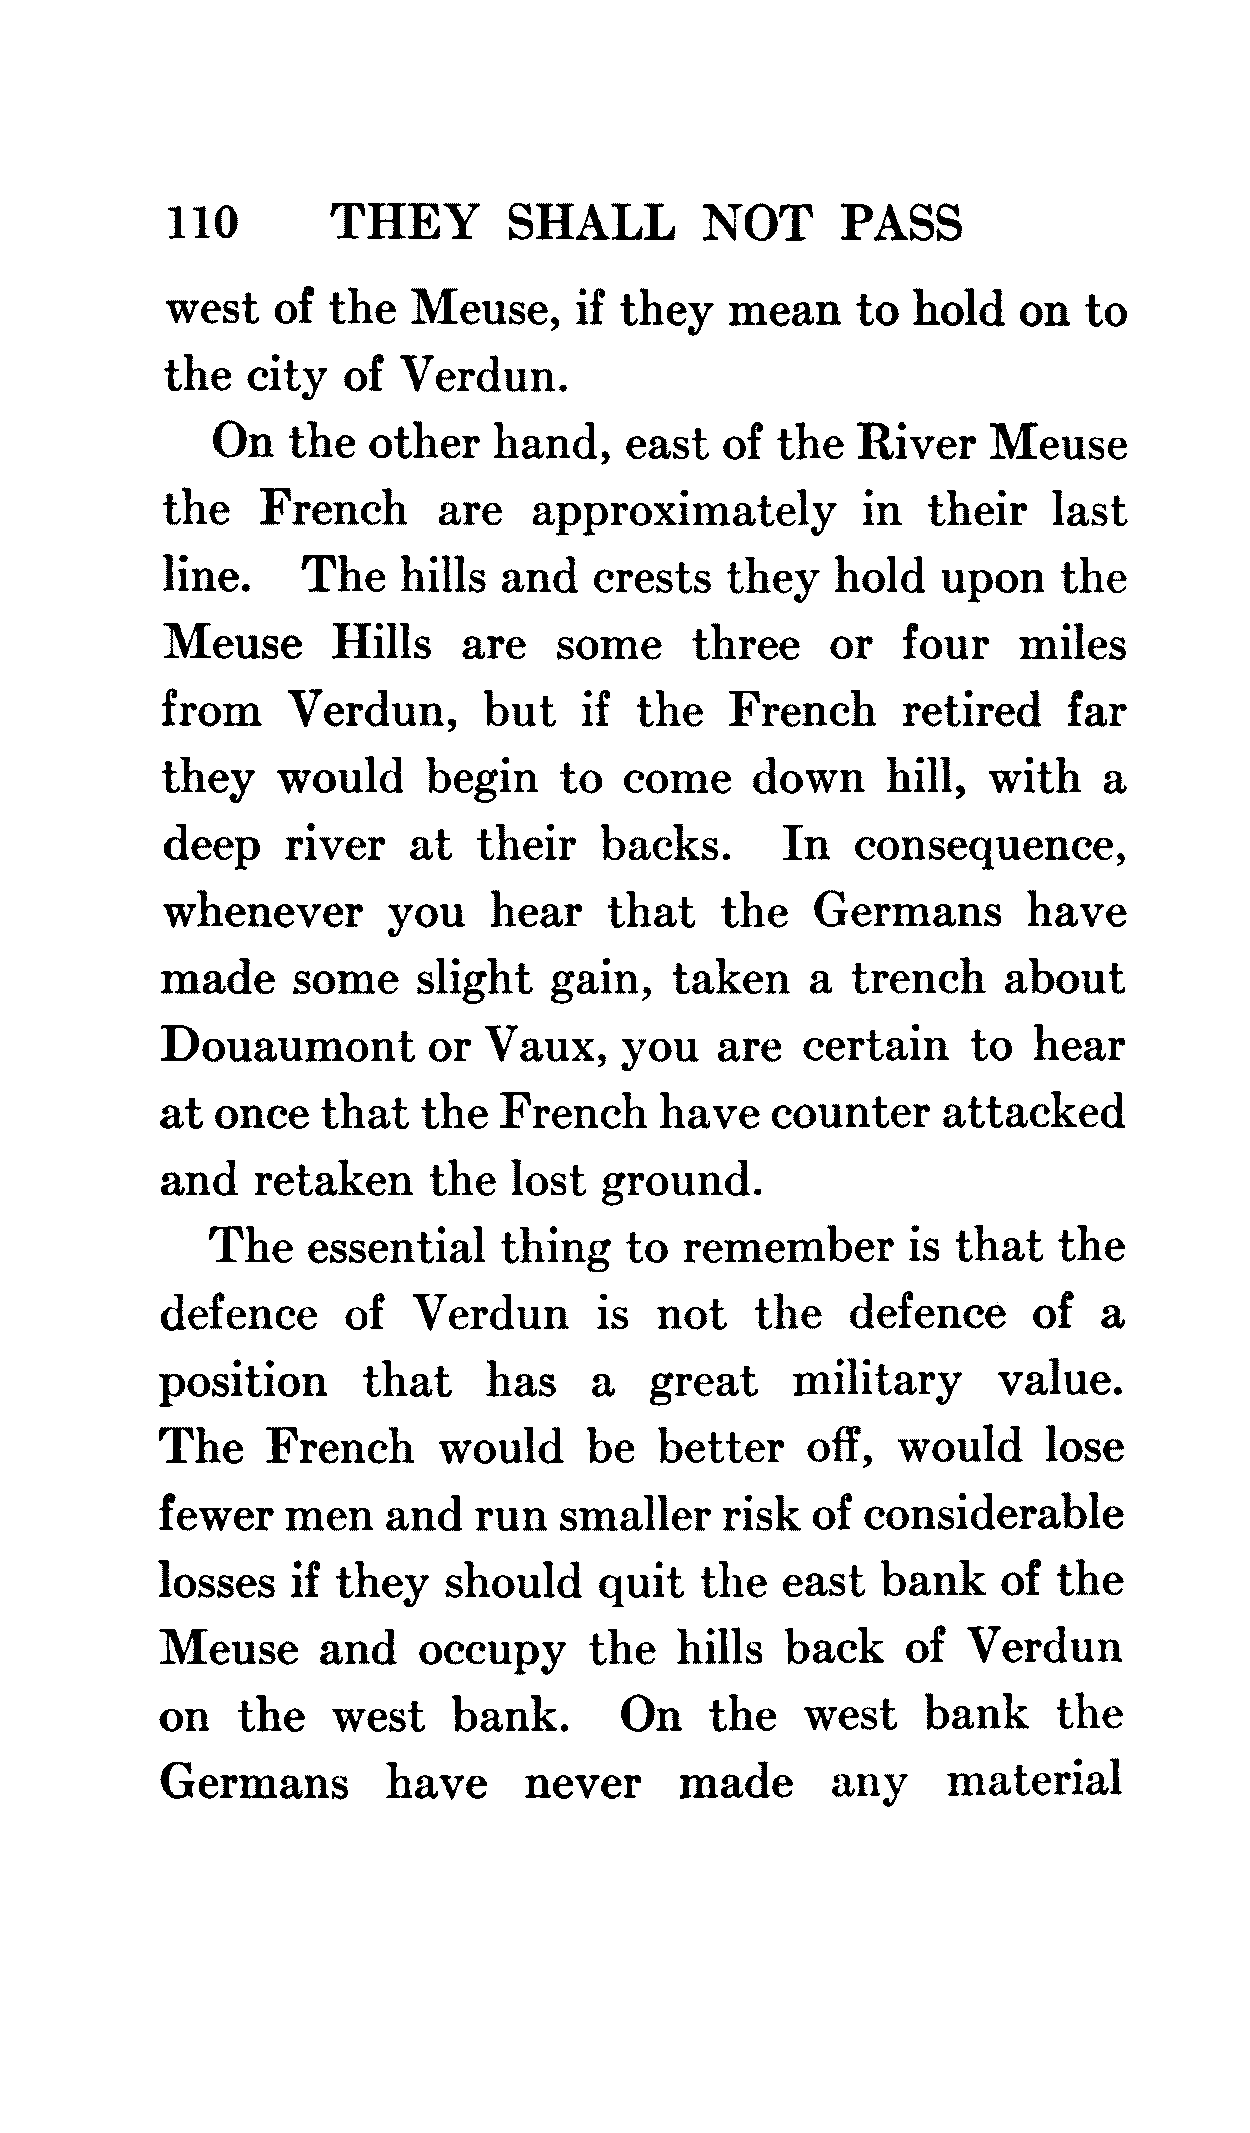 110 THEY SHALL NOT PASS
west of the Meuse, if they mean to hold on to
the city of Verdun.
On the other hand, east of the River Meuse
the French are approximately in their last
line. The hills and crests they hold upon the
Meuse Hills are some three or four miles
from Verdun, but if the French retired far
they would begin to come down hill, with a
deep river at their backs. In consequence,
whenever you hear that the Germans have
made some slight gain, taken a trench about
Douaumont or Vaux, you are certain to hear
at once that the French have counter attacked
and retaken the lost ground.
The essential thing to remember is that the
defence of Verdun is not the defence of a
position that has a great military value.
The French would be better off, would lose
fewer men and run smaller risk of considerable
losses if they should quit the east bank of the
Meuse and occupy the hills back of Verdun
on the west bank. On the west bank the
Germans have never made any material